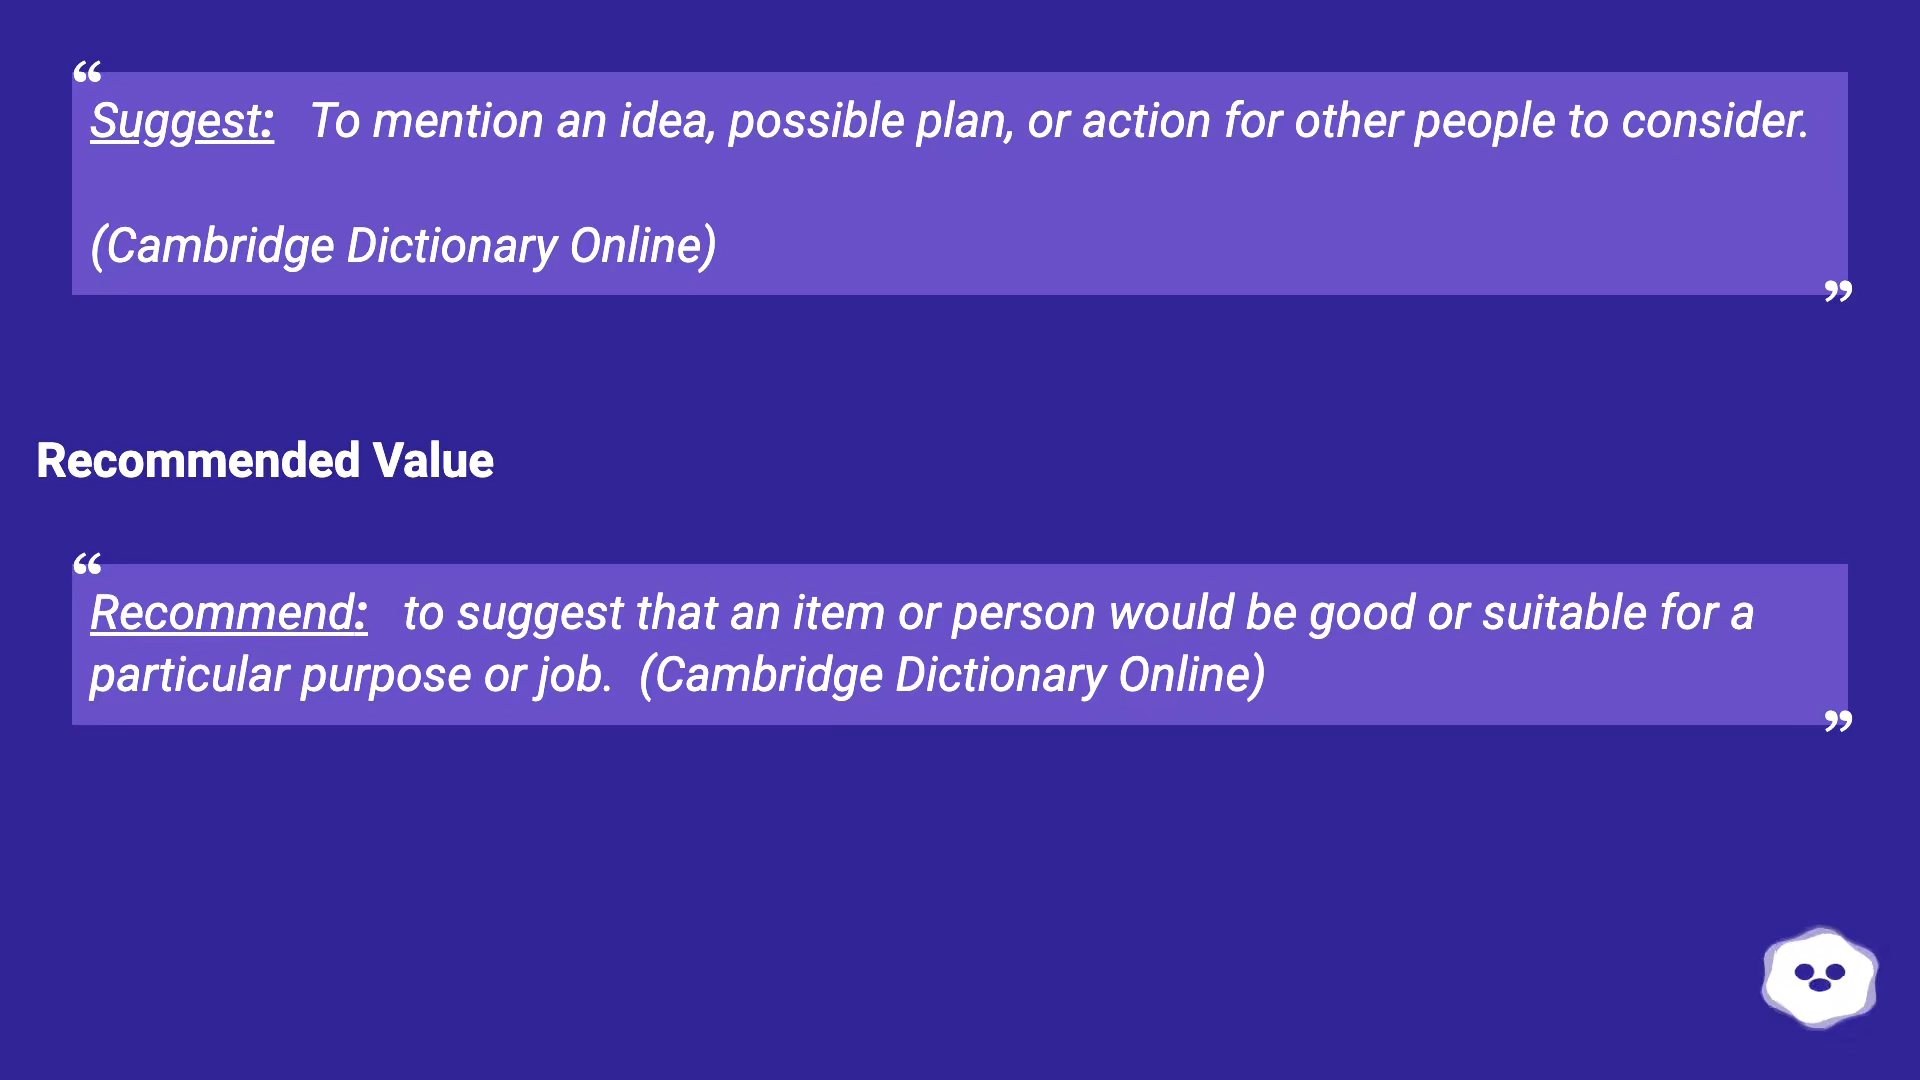 “
Suggest:   To mention an idea, possible plan, or action for other people to consider.
(Cambridge Dictionary Online)
”
Recommended Value
“
Recommend:   to suggest that an item or person would be good or suitable for a
particular purpose or job.  (Cambridge Dictionary Online)
”